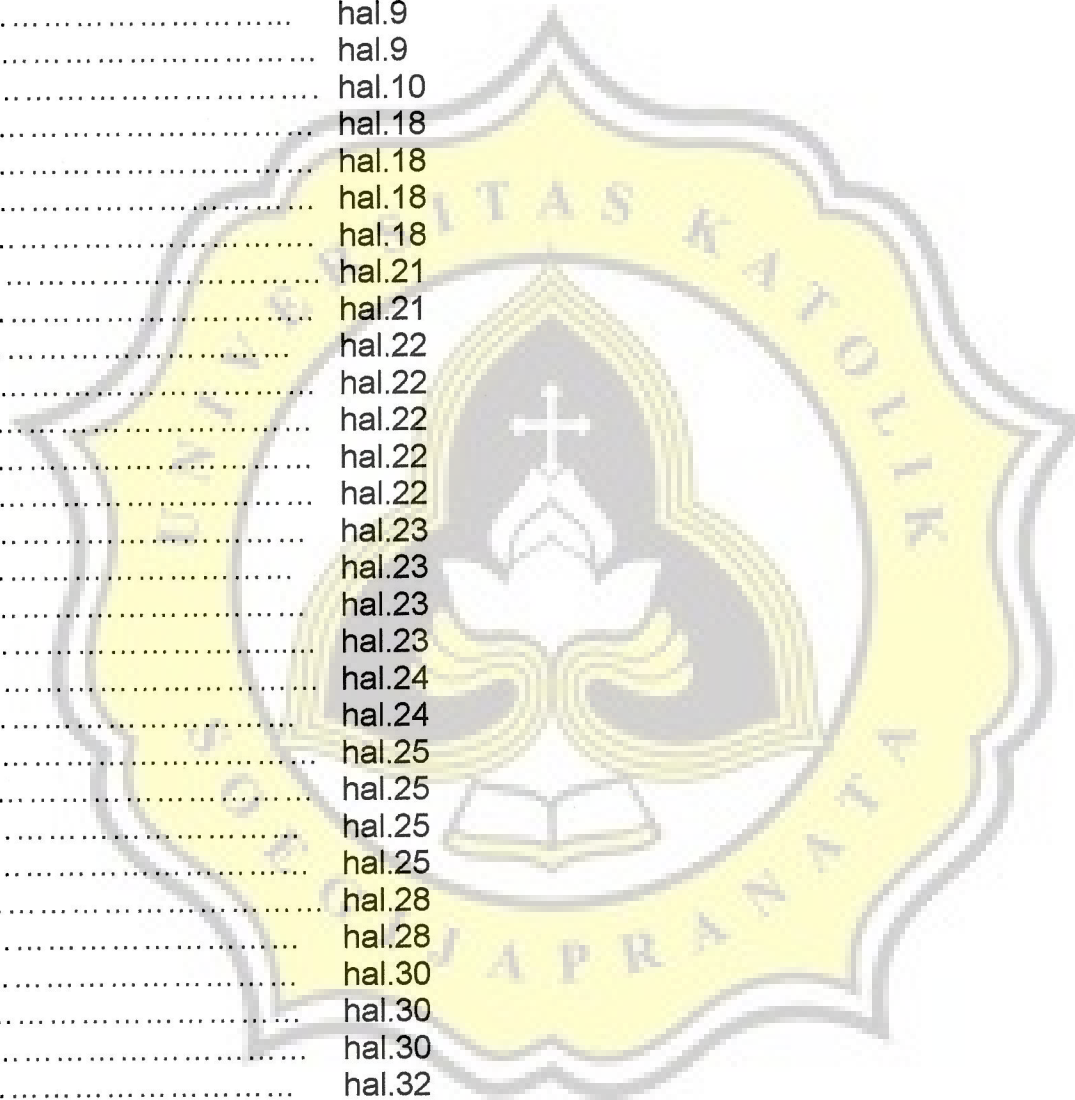 ........................ hal.9
........................ hal.9
........................ hal.10
........................ hal.18
........................ hal.18
........................ hal.18
........................ hal.18
........................ hal.21
........................ hal.21
........................ hal.22
........................ hal.22
........................ hal.22
........................ hal.22
........................ hal.22
........................ hal.23
........................ hal.23
........................ hal.23
........................ hal.23
........................ hal.24
........................ hal.24
........................ hal.25
........................ hal.25
........................ hal.25
........................ hal.25
........................ hal.28
........................ hal.28
........................ hal.30
........................ hal.30
........................ hal.30
........................ hal.32
UNIVERSITAS KATOLIK
SOEGIJAPRANATA